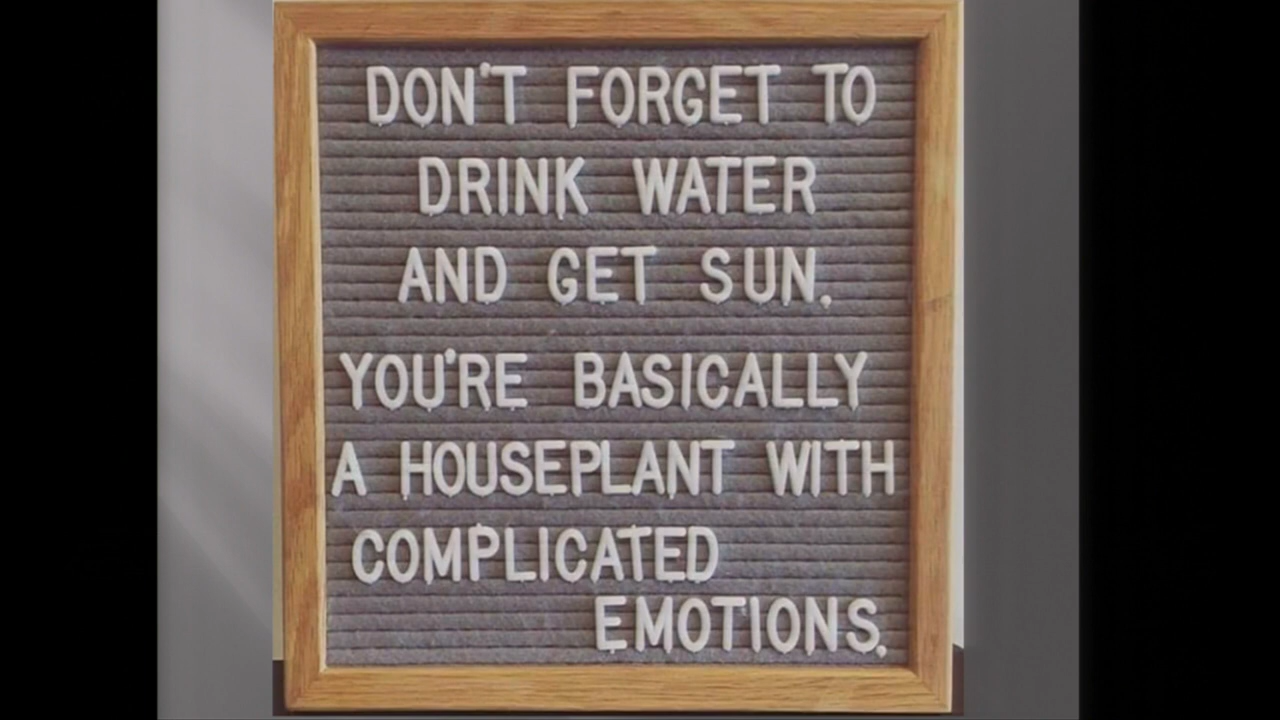 DON'T FORGET TO
DRINK WATER
AND GET SUN.
YOU'RE BASICALLY
A HOUSEPLANT WITH
COMPLICATED
EMOTIONS.